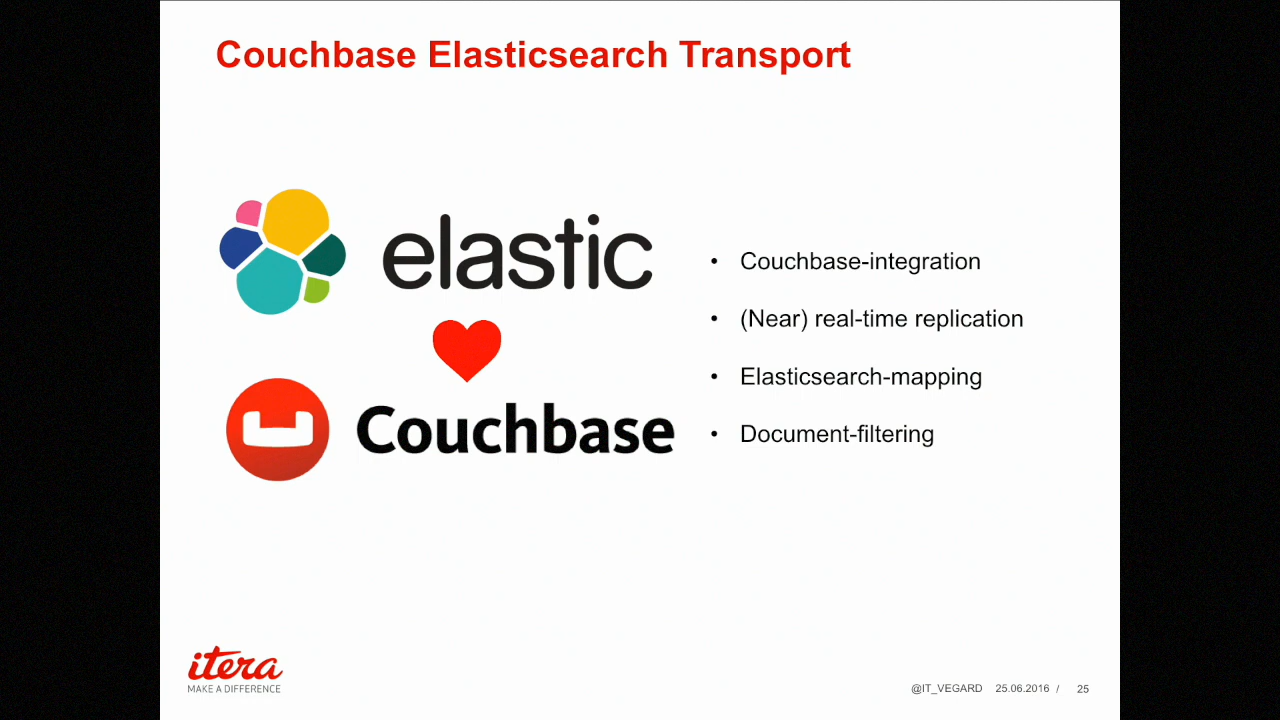 Couchbase Elasticsearch Transport
elastic
Couchbase
• Couchbase-integration
• (Near) real-time replication
• Elasticsearch-mapping
• Document-filtering
itera
MAKE A DIFFERENCE
@IT_VEGARD 25.06.2016 / 25